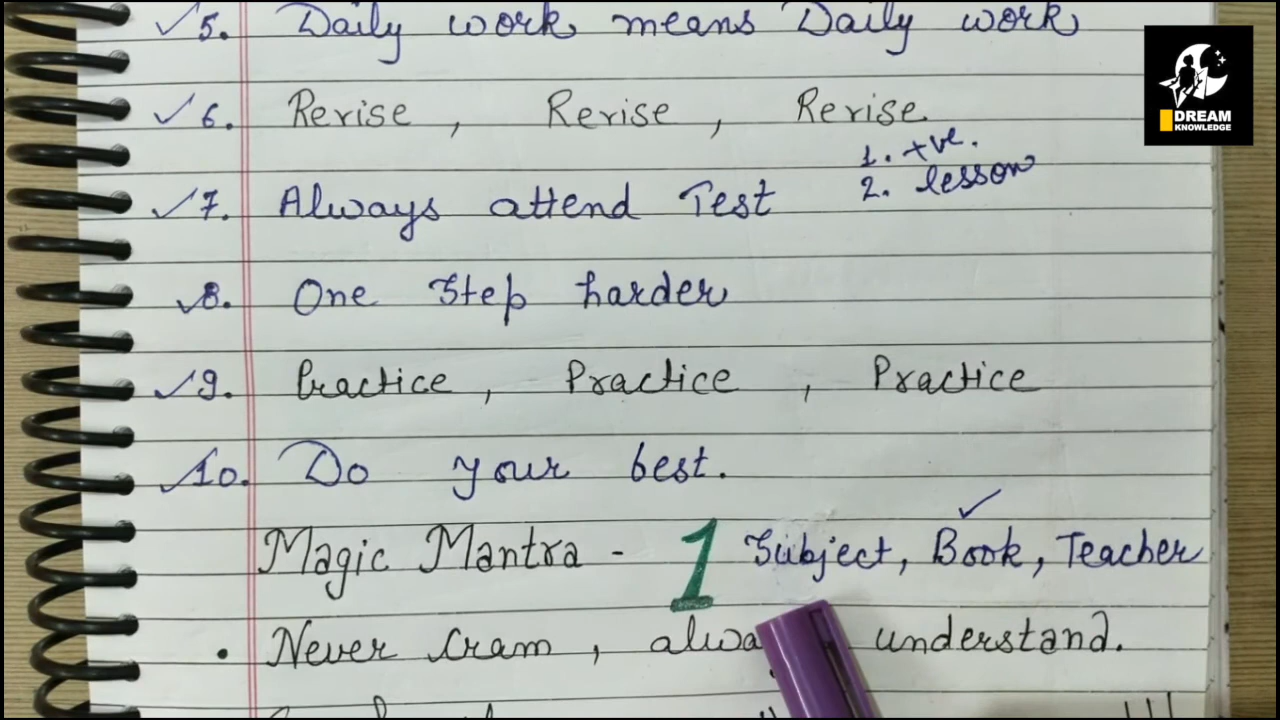 5. Daily work means Daily work
6. Revise, Revise, Revise.
1. +ve.
2. lesson
7. Always attend Test
8. One Step harder
9. Practice, Practice, Practice
10. Do your best.
Magic Mantra - 1 Subject, Book, Teacher
• Never cram, alwa understand.
DREAM
KNOWLEDGE